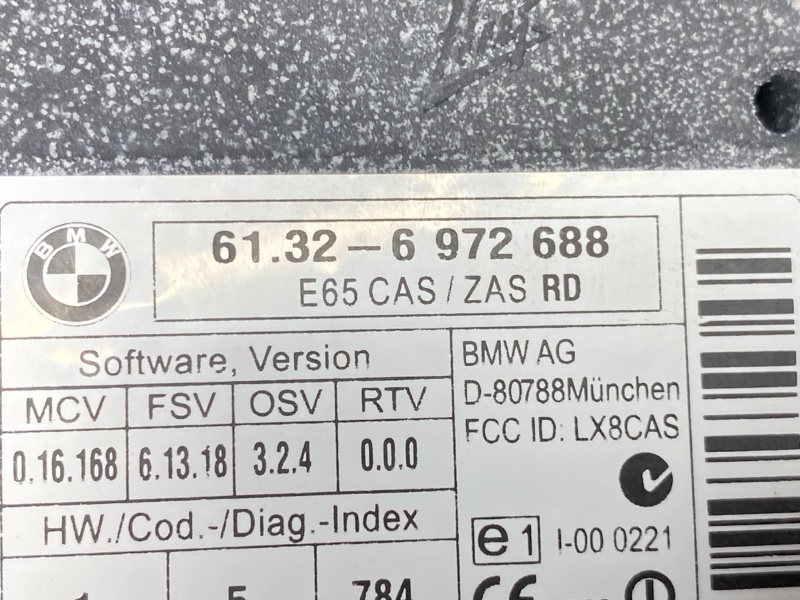 BMW
61.32-6 972 688
E65 CAS / ZAS RD
Software, Version
MCV FSV OSV RTV
0.16.168 6.13.18 3.2.4 0.0.0
HW./Cod.-/Diag.-Index
784
BMW AG
D-80788München
FCC ID: LX8CAS
e1 I-00 0221
CE